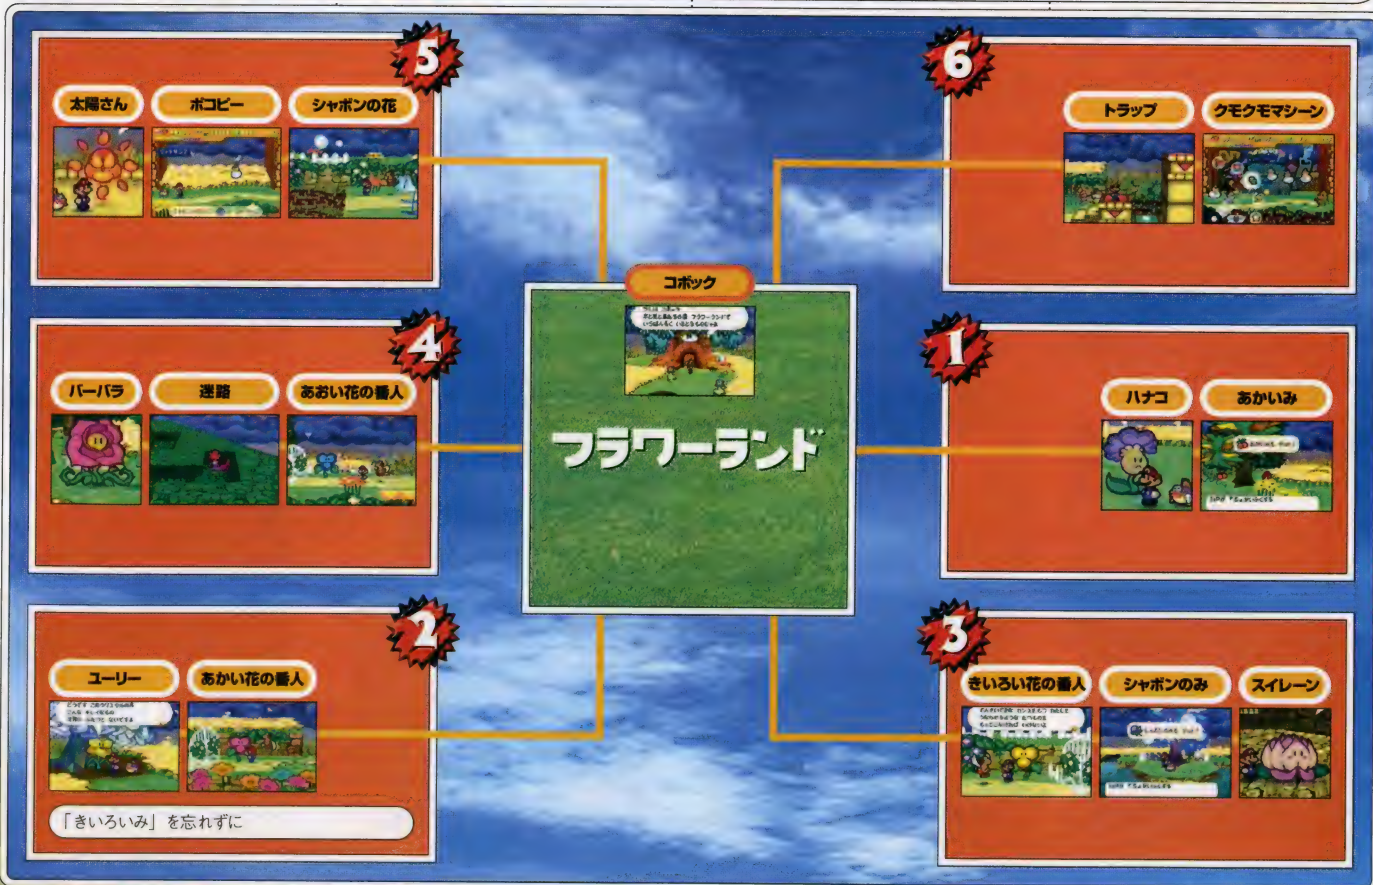 5
太陽さん
ポコピー
シャボンの花
6
トラップ
クモクモマシーン
コボック
フラワーランド
4
バーバラ
迷路
あおい花の番人
1
ハナコ
あかいみ
2
ユーリー
あかい花の番人
「きいろいみ」を忘れずに
3
きいろい花の番人
シャボンのみ
スイレーン